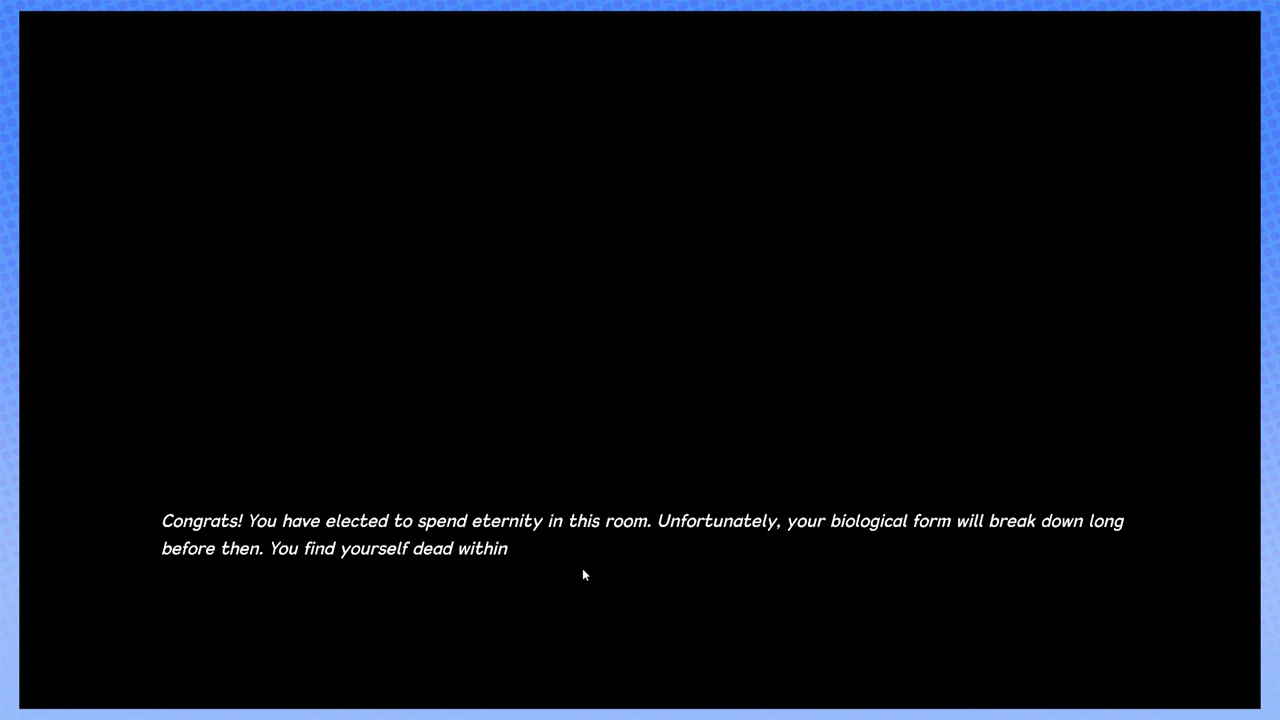 Congrats! You have elected to spend eternity in this room. Unfortunately, your biological form will break down long
before then. You find yourself dead within